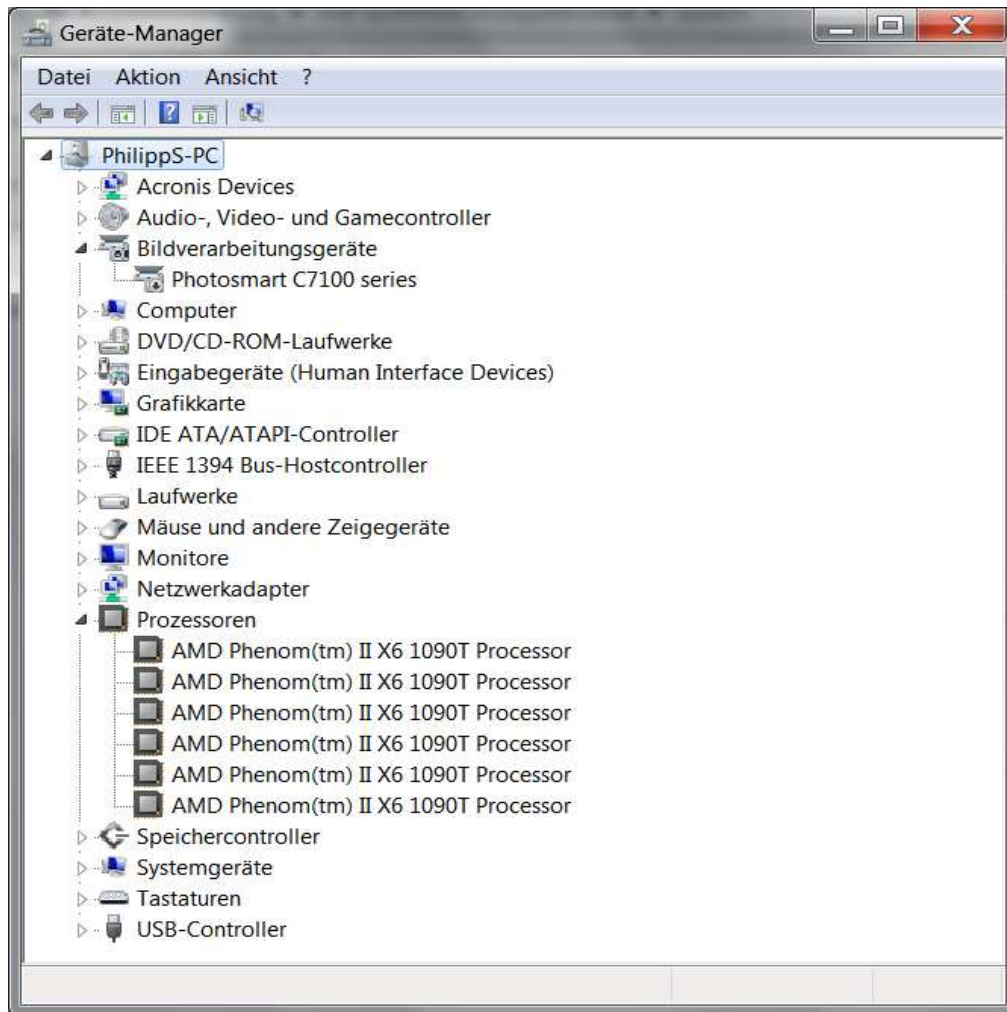 Geräte-Manager
Datei Aktion Ansicht ?
PhilippS-PC
Acronis Devices
Audio-, Video- und Gamecontroller
Bildverarbeitungsgeräte
Photosmart C7100 series
Computer
DVD/CD-ROM-Laufwerke
Eingabegeräte (Human Interface Devices)
Grafikkarte
IDE ATA/ATAPI-Controller
IEEE 1394 Bus-Hostcontroller
Laufwerke
Mäuse und andere Zeigegeräte
Monitore
Netzwerkadapter
Prozessoren
AMD Phenom(tm) II X6 1090T Processor
AMD Phenom(tm) II X6 1090T Processor
AMD Phenom(tm) II X6 1090T Processor
AMD Phenom(tm) II X6 1090T Processor
AMD Phenom(tm) II X6 1090T Processor
AMD Phenom(tm) II X6 1090T Processor
Speichercontroller
Systemgeräte
Tastaturen
USB-Controller